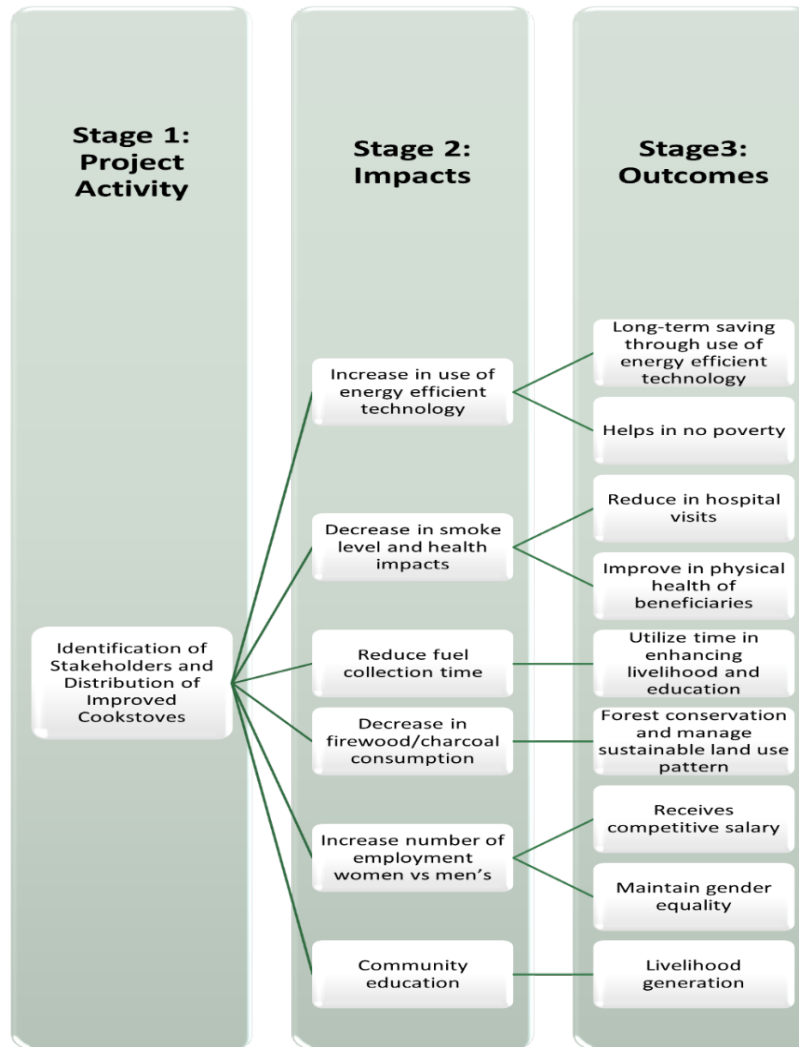 Stage 1:
Project
Activity
Identification of
Stakeholders and
Distribution of
Improved
Cookstoves
Stage 2:
Impacts
Increase in use of
energy efficient
technology
Decrease in smoke
level and health
impacts
Reduce fuel
collection time
Decrease in
firewood/charcoal
consumption
Increase number of
employment
women vs men’s
Community
education
Stage3:
Outcomes
Long-term saving
through use of
energy efficient
technology
Helps in no poverty
Reduce in hospital
visits
Improve in physical
health of
beneficiaries
Utilize time in
enhancing
livelihood and
education
Forest conservation
and manage
sustainable land use
pattern
Receives
competitive salary
Maintain gender
equality
Livelihood
generation